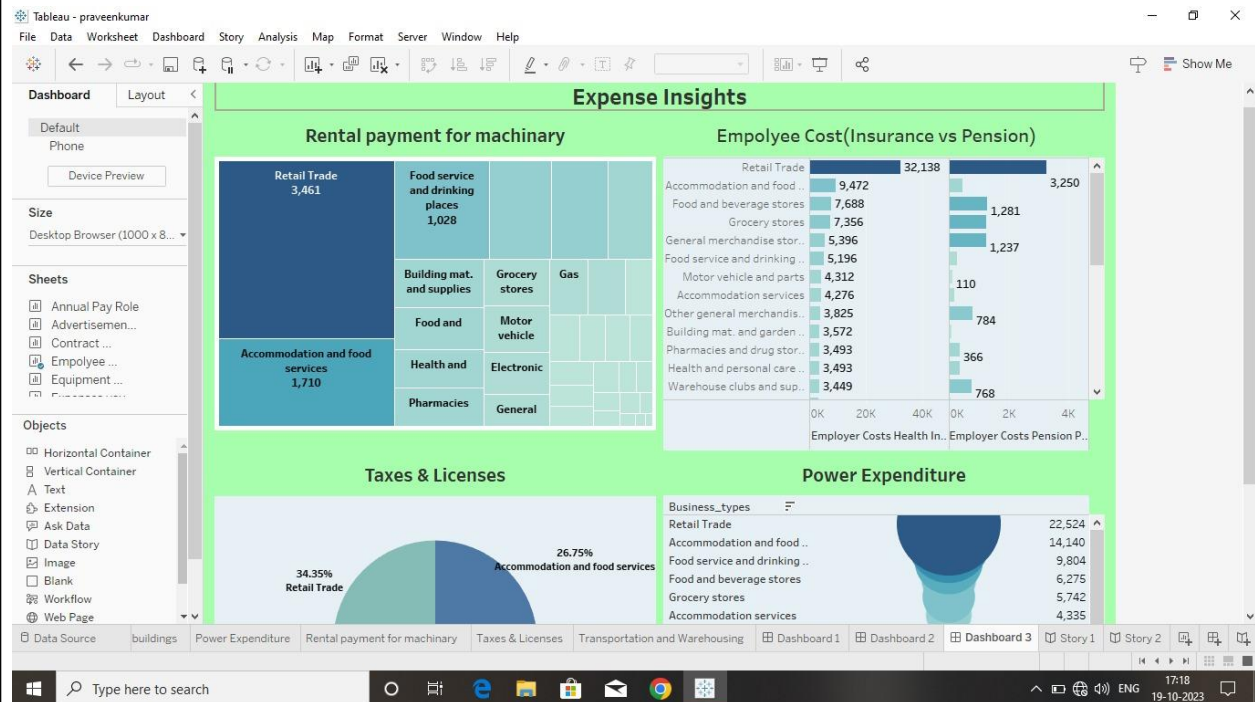 Tableau - praveenkumar
File Data Worksheet Dashboard Story Analysis Map Format Server Window Help
Show Me
Dashboard Layout
Default
Phone
Device Preview
Size
Desktop Browser (1000 x 8...
Sheets
Annual Pay Role
Advertisemen...
Contract ...
Empolyee ...
Equipment ...
Objects
Horizontal Container
Vertical Container
Text
Extension
Ask Data
Data Story
Image
Blank
Workflow
Web Page
Expense Insights
Rental payment for machinary
Retail Trade
3,461
Accommodation and food
services
1,710
Food service
and drinking
places
1,028
Building mat.
and supplies
Food and
Health and
Pharmacies
Grocery
stores
Motor
vehicle
Electronic
General
Gas
Empolyee Cost(Insurance vs Pension)
Retail Trade 32,138
Accommodation and food .. 9,472 3,250
Food and beverage stores 7,688 1,281
Grocery stores 7,356
General merchandise stor.. 5,396 1,237
Food service and drinking .. 5,196
Motor vehicle and parts 4,312 110
Accommodation services 4,276
Other general merchandis.. 3,825 784
Building mat. and garden .. 3,572
Pharmacies and drug stor.. 3,493 366
Health and personal care .. 3,493
Warehouse clubs and sup.. 3,449 768
0K 20K 40K 0K 2K 4K
Employer Costs Health In.. Employer Costs Pension P..
Taxes & Licenses
34.35%
Retail Trade
26.75%
Accommodation and food services
Power Expenditure
Business_types
Retail Trade 22,524
Accommodation and food .. 14,140
Food service and drinking .. 9,804
Food and beverage stores 6,275
Grocery stores 5,742
Accommodation services 4,335
Data Source buildings Power Expenditure Rental payment for machinary Taxes & Licenses Transportation and Warehousing Dashboard 1 Dashboard 2 Dashboard 3 Story 1 Story 2
Type here to search
ENG
17:18
19-10-2023